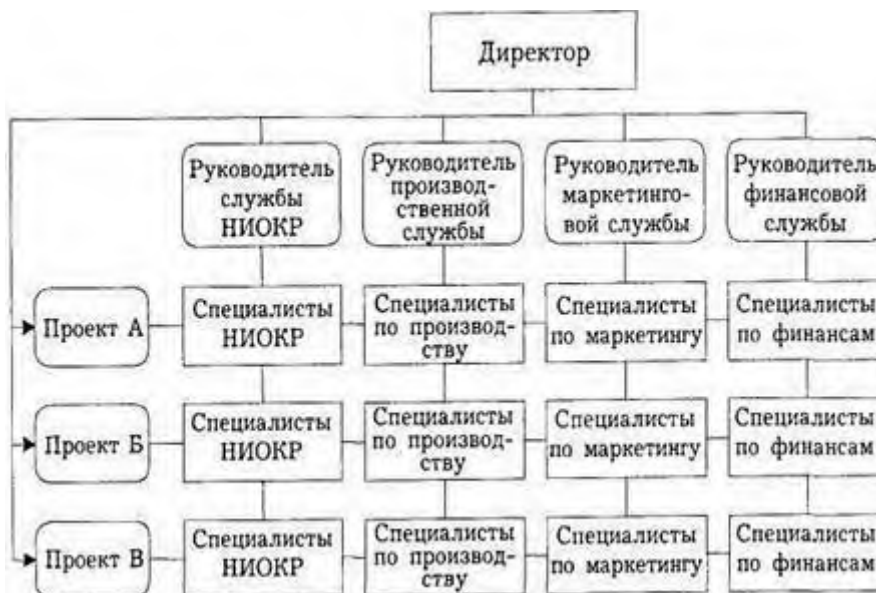 Директор
Руководитель
службы
НИОКР
Руководитель
производ-
ственной
службы
Руководитель
маркетинго-
вой службы
Руководитель
финансовой
службы
Проект А
Специалисты
НИОКР
Специалисты
по производ-
ству
Специалисты
по маркетингу
Специалисты
по финансам
Проект Б
Специалисты
НИОКР
Специалисты
по производ-
ству
Специалисты
по маркетингу
Специалисты
по финансам
Проект В
Специалисты
НИОКР
Специалисты
по производ-
ству
Специалисты
по маркетингу
Специалисты
по финансам